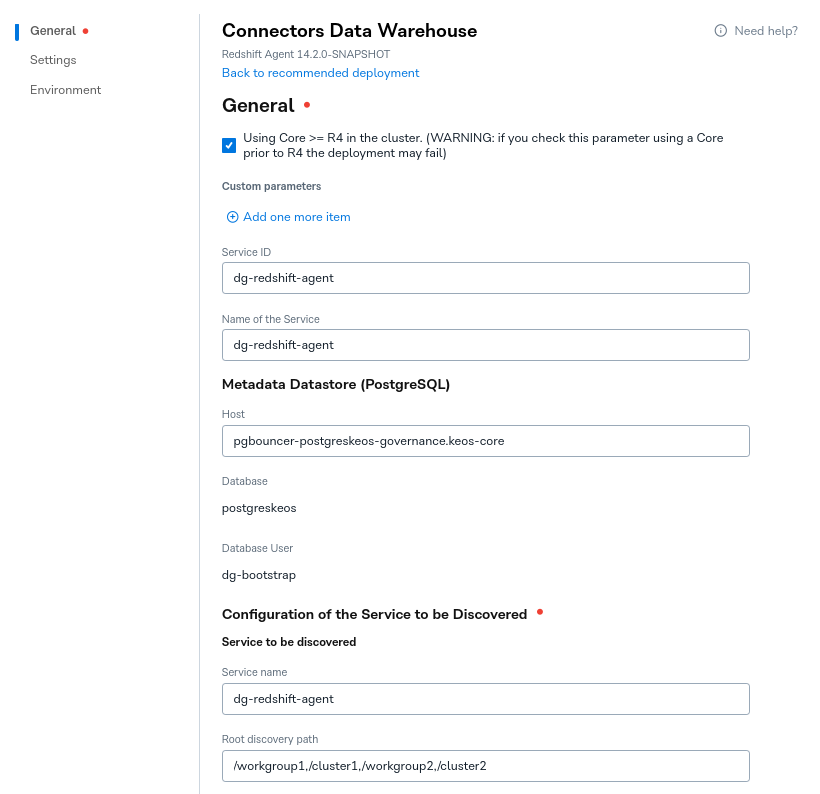 General
Settings
Environment
Connectors Data Warehouse
Need help?
Redshift Agent 14.2.0-SNAPSHOT
Back to recommended deployment
General
Using Core >= R4 in the cluster. (WARNING: if you check this parameter using a Core
prior to R4 the deployment may fail)
Custom parameters
Add one more item
Service ID
dg-redshift-agent
Name of the Service
dg-redshift-agent
Metadata Datastore (PostgreSQL)
Host
pgbouncer-postgreskeos-governance.keos-core
Database
postgreskeos
Database User
dg-bootstrap
Configuration of the Service to be Discovered
Service to be discovered
Service name
dg-redshift-agent
Root discovery path
/workgroup1,/cluster1,/workgroup2,/cluster2